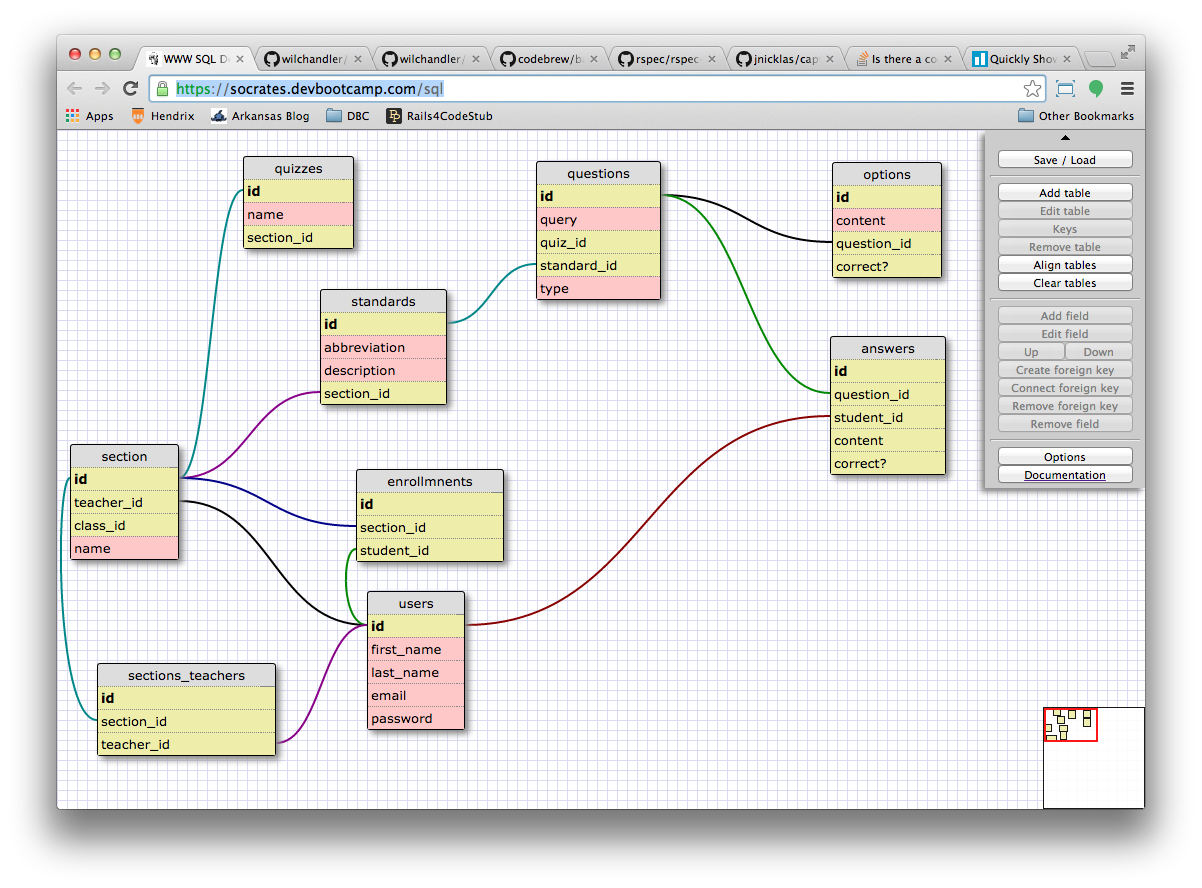 WWW SQL D
wilchandler/
wilchandler/
codebrew/ba
rspec/rspec
jnicklas/cap
Is there a co
Quickly Sho
https://socrates.devbootcamp.com/sql
Apps
Hendrix
Arkansas Blog
DBC
Rails4CodeStub
Other Bookmarks
quizzes
id
name
section_id
questions
id
query
quiz_id
standard_id
type
options
id
content
question_id
correct?
standards
id
abbreviation
description
section_id
answers
id
question_id
student_id
content
correct?
section
id
teacher_id
class_id
name
enrollmnents
id
section_id
student_id
users
id
first_name
last_name
email
password
sections_teachers
id
section_id
teacher_id
Save / Load
Add table
Edit table
Keys
Remove table
Align tables
Clear tables
Add field
Edit field
Up
Down
Create foreign key
Connect foreign key
Remove foreign key
Remove field
Options
Documentation